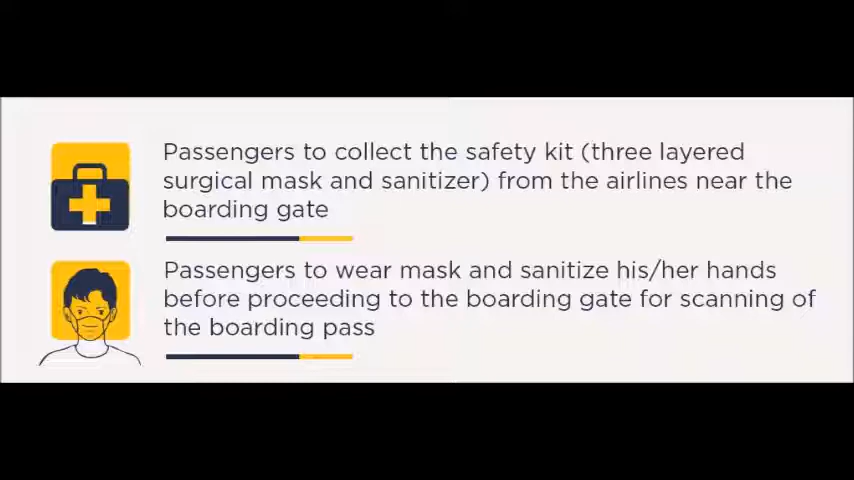 Passengers to collect the safety kit (three layered
surgical mask and sanitizer) from the airlines near the
boarding gate
Passengers to wear mask and sanitize his/her hands
before proceeding to the boarding gate for scanning of
the boarding pass